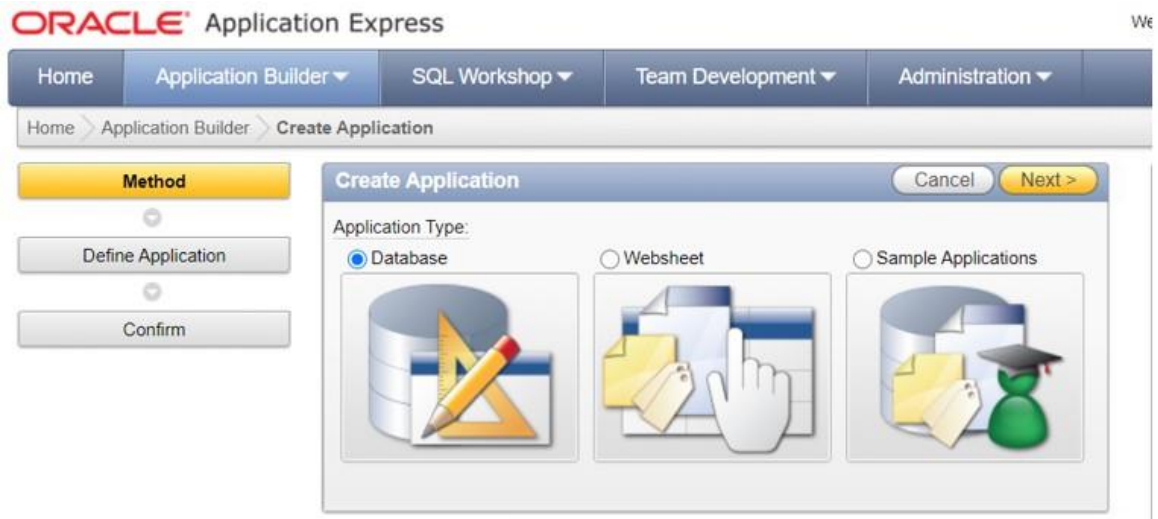 ORACLE Application Express
We
Home Application Builder SQL Workshop Team Development Administration
Home Application Builder Create Application
Method
Define Application
Confirm
Create Application Cancel Next >
Application Type:
Database Websheet Sample Applications